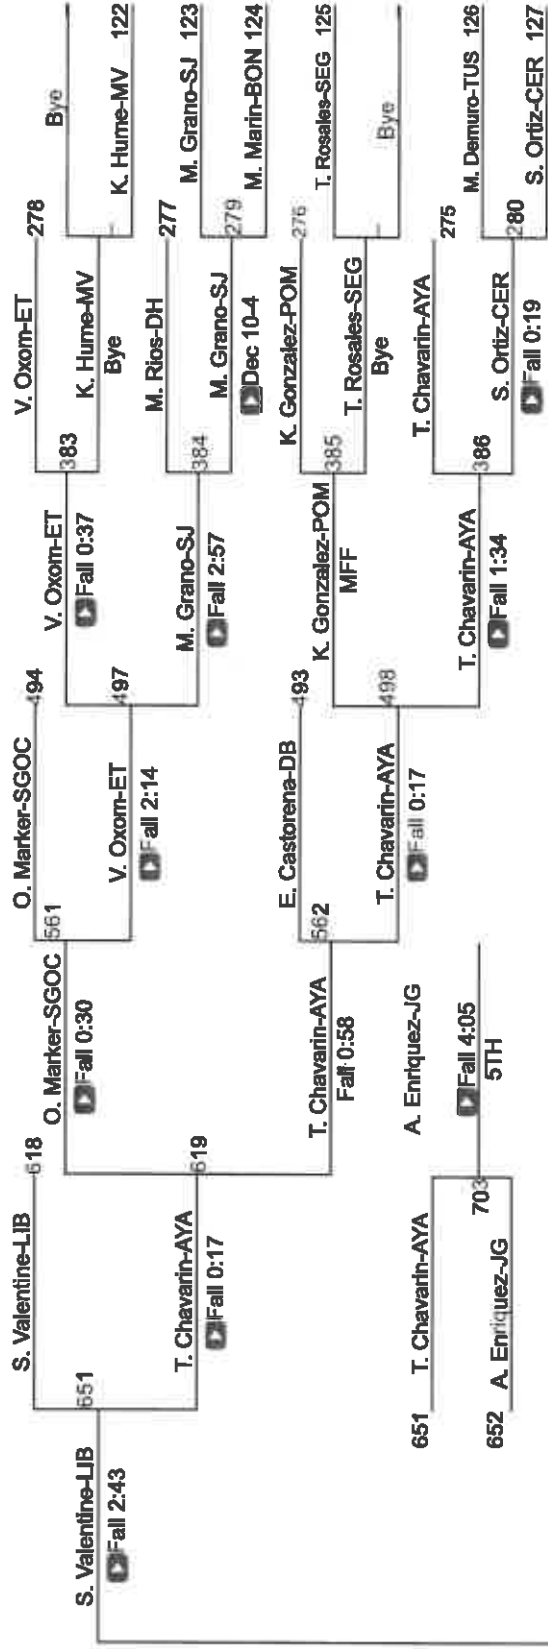 S. Valentine-LIB
Fall 2:43
S. Valentine-LIB 618
651
T. Chavarin-AYA 619
Fall 0:17
O. Marker-SGOC
Fall 0:30
T. Chavarin-AYA
Fall 0:58
O. Marker-SGOC 494
561
V. Oxom-ET 497
Fall 2:14
E. Castorena-DB 493
562
T. Chavarin-AYA 498
Fall 0:17
V. Oxom-ET
Fall 0:37
M. Grano-SJ
Fall 2:57
K. Gonzalez-POM
MFF
T. Chavarin-AYA
Fall 1:34
V. Oxom-ET 278
383
K. Hume-MV
Bye
M. Rios-DH 277
384
M. Grano-SJ 279
Dec 10-4
K. Gonzalez-POM 276
385
T. Rosales-SEG
Bye
T. Chavarin-AYA 275
386
S. Ortiz-CER 280
Fall 0:19
Bye
K. Hume-MV 122
M. Grano-SJ 123
M. Marin-BON 124
T. Rosales-SEG 125
Bye
M. Demuro-TUS 126
S. Ortiz-CER 127
651 T. Chavarin-AYA
703
652 A. Enriquez-JG
A. Enriquez-JG
Fall 4:05
5TH